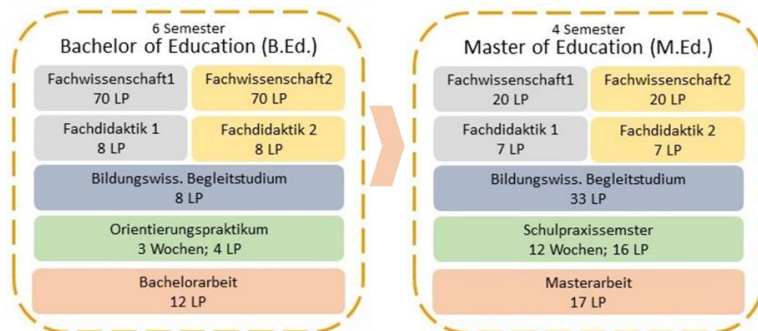 6 Semester
Bachelor of Education (B.Ed.)
Fachwissenschaft1
70 LP
Fachwissenschaft2
70 LP
Fachdidaktik 1
8 LP
Fachdidaktik 2
8 LP
Bildungswiss. Begleitstudium
8 LP
Orientierungspraktikum
3 Wochen; 4 LP
Bachelorarbeit
12 LP
4 Semester
Master of Education (M.Ed.)
Fachwissenschaft1
20 LP
Fachwissenschaft2
20 LP
Fachdidaktik 1
7 LP
Fachdidaktik 2
7 LP
Bildungswiss. Begleitstudium
33 LP
Schulpraxissemster
12 Wochen; 16 LP
Masterarbeit
17 LP